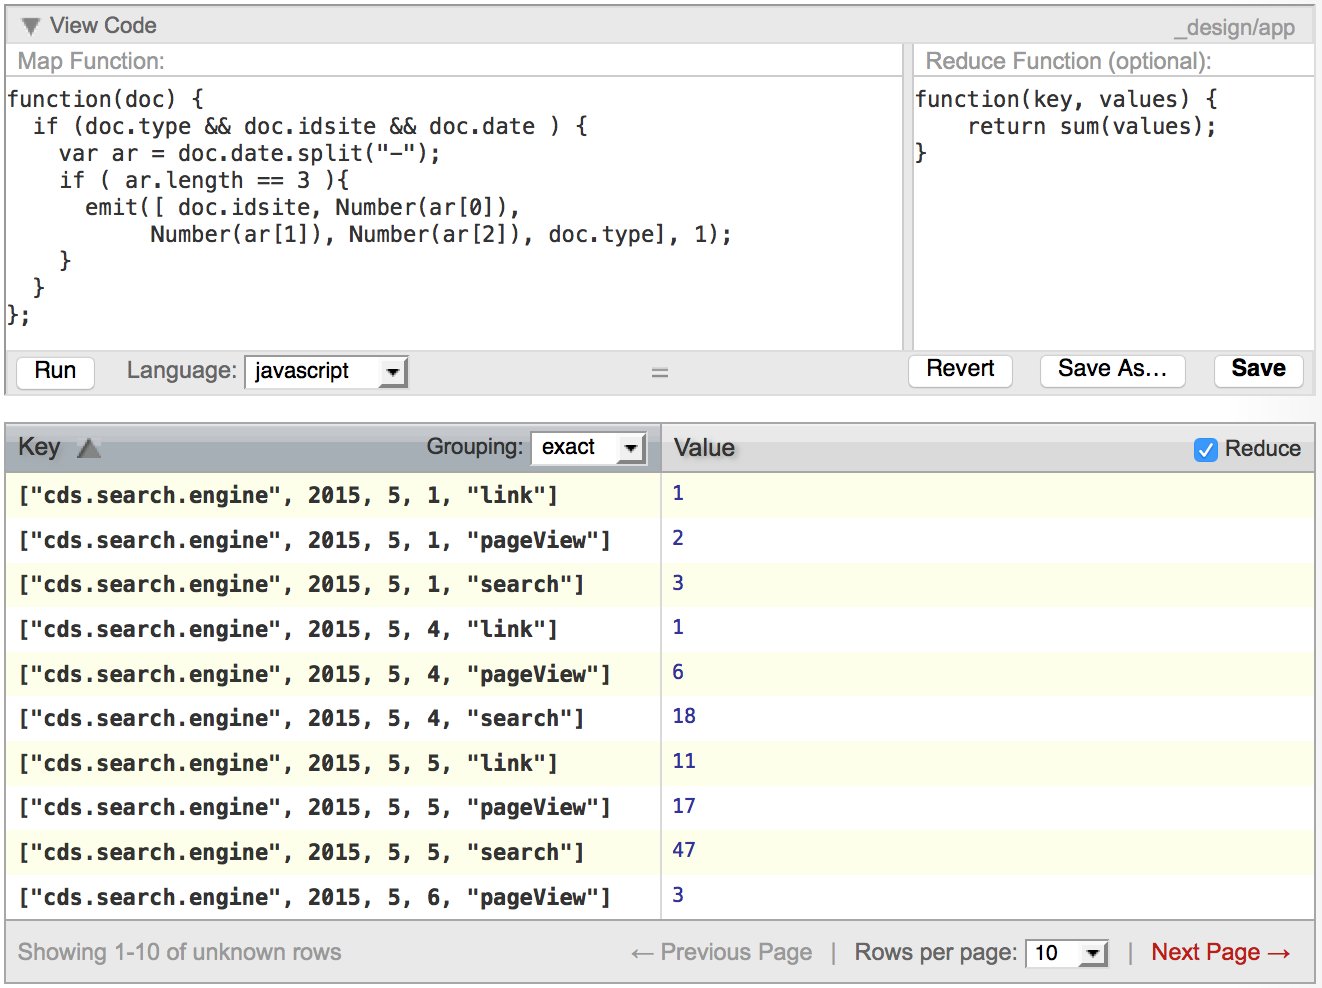 ▼ View Code
_design/app
Map Function:
function(doc) {
  if (doc.type && doc.idsite && doc.date ) {
    var ar = doc.date.split("-");
    if ( ar.length == 3 ){
      emit([ doc.idsite, Number(ar[0]),
           Number(ar[1]), Number(ar[2]), doc.type], 1);
    }
  }
};
Reduce Function (optional):
function(key, values) {
    return sum(values);
}
Run Language: javascript = Revert Save As... Save
Key ▲ Grouping: exact Value Reduce
["cds.search.engine", 2015, 5, 1, "link"] 1
["cds.search.engine", 2015, 5, 1, "pageView"] 2
["cds.search.engine", 2015, 5, 1, "search"] 3
["cds.search.engine", 2015, 5, 4, "link"] 1
["cds.search.engine", 2015, 5, 4, "pageView"] 6
["cds.search.engine", 2015, 5, 4, "search"] 18
["cds.search.engine", 2015, 5, 5, "link"] 11
["cds.search.engine", 2015, 5, 5, "pageView"] 17
["cds.search.engine", 2015, 5, 5, "search"] 47
["cds.search.engine", 2015, 5, 6, "pageView"] 3
Showing 1-10 of unknown rows ← Previous Page | Rows per page: 10 | Next Page →